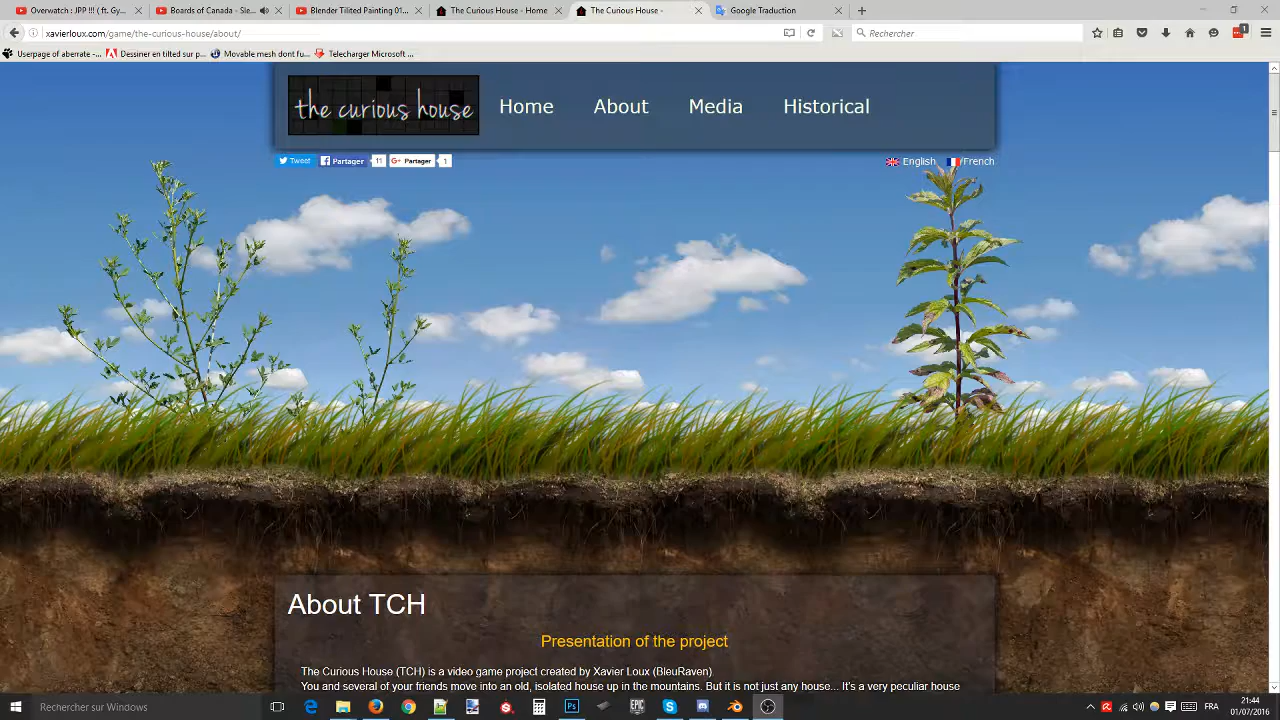 Overwatch : JPP !!! ( ft. Gy...
Boards of Canada - Sle...
Blender Tilited Painting 01...
The Curious House - Home
The Curious House -
Google Traduction
xavierloux.com/game/the-curious-house/about/
Rechercher
1
Userpage of aberrate -g...
Dessiner en tilted sur p...
Movable mesh dont fu...
Telecharger Microsoft ...
the curious house
Home
About
Media
Historical
Tweet
Partager
11
Partager
1
English
French
About TCH
Presentation of the project
The Curious House (TCH) is a video game project created by Xavier Loux (BleuRaven)
You and several of your friends move into an old, isolated house up in the mountains. But it is not just any house... It's a very peculiar house
Rechercher sur Windows
FRA
21:44
01/07/2016